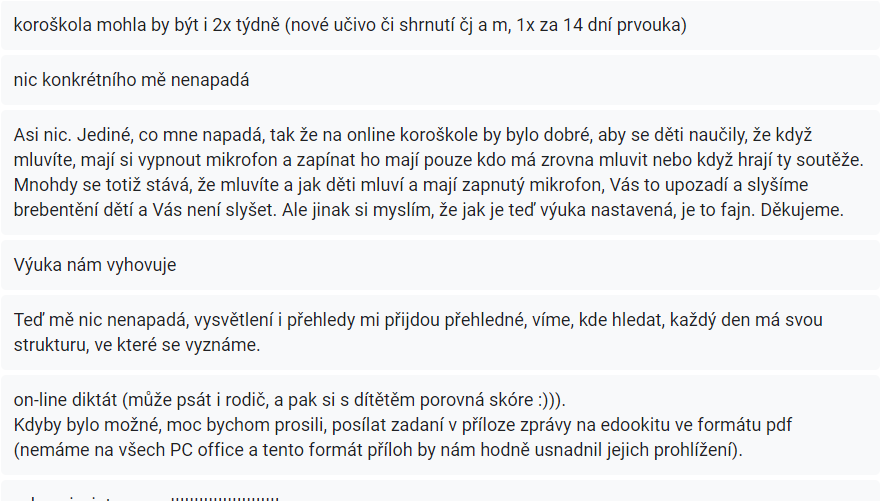 koroškola mohla by být i 2x týdně (nové učivo či shrnutí čj a m, 1x za 14 dní prvouka)
nic konkrétního mě nenapadá
Asi nic. Jediné, co mne napadá, tak že na online koroškole by bylo dobré, aby se děti naučily, že když
mluvíte, mají si vypnout mikrofon a zapínat ho mají pouze kdo má zrovna mluvit nebo když hrají ty soutěže.
Mnohdy se totiž stává, že mluvíte a jak děti mluví a mají zapnutý mikrofon, Vás to upozadí a slyšíme
brebentění dětí a Vás není slyšet. Ale jinak si myslím, že jak je teď výuka nastavená, je to fajn. Děkujeme.
Výuka nám vyhovuje
Teď mě nic nenapadá, vysvětlení i přehledy mi přijdou přehledné, víme, kde hledat, každý den má svou
strukturu, ve které se vyznáme.
on-line diktát (může psát i rodič, a pak si s dítětěm porovná skóre :))).
Kdyby bylo možné, moc bychom prosili, posílat zadaní v příloze zprávy na edookitu ve formátu pdf
(nemáme na všech PC office a tento formát příloh by nám hodně usnadnil jejich prohlížení).